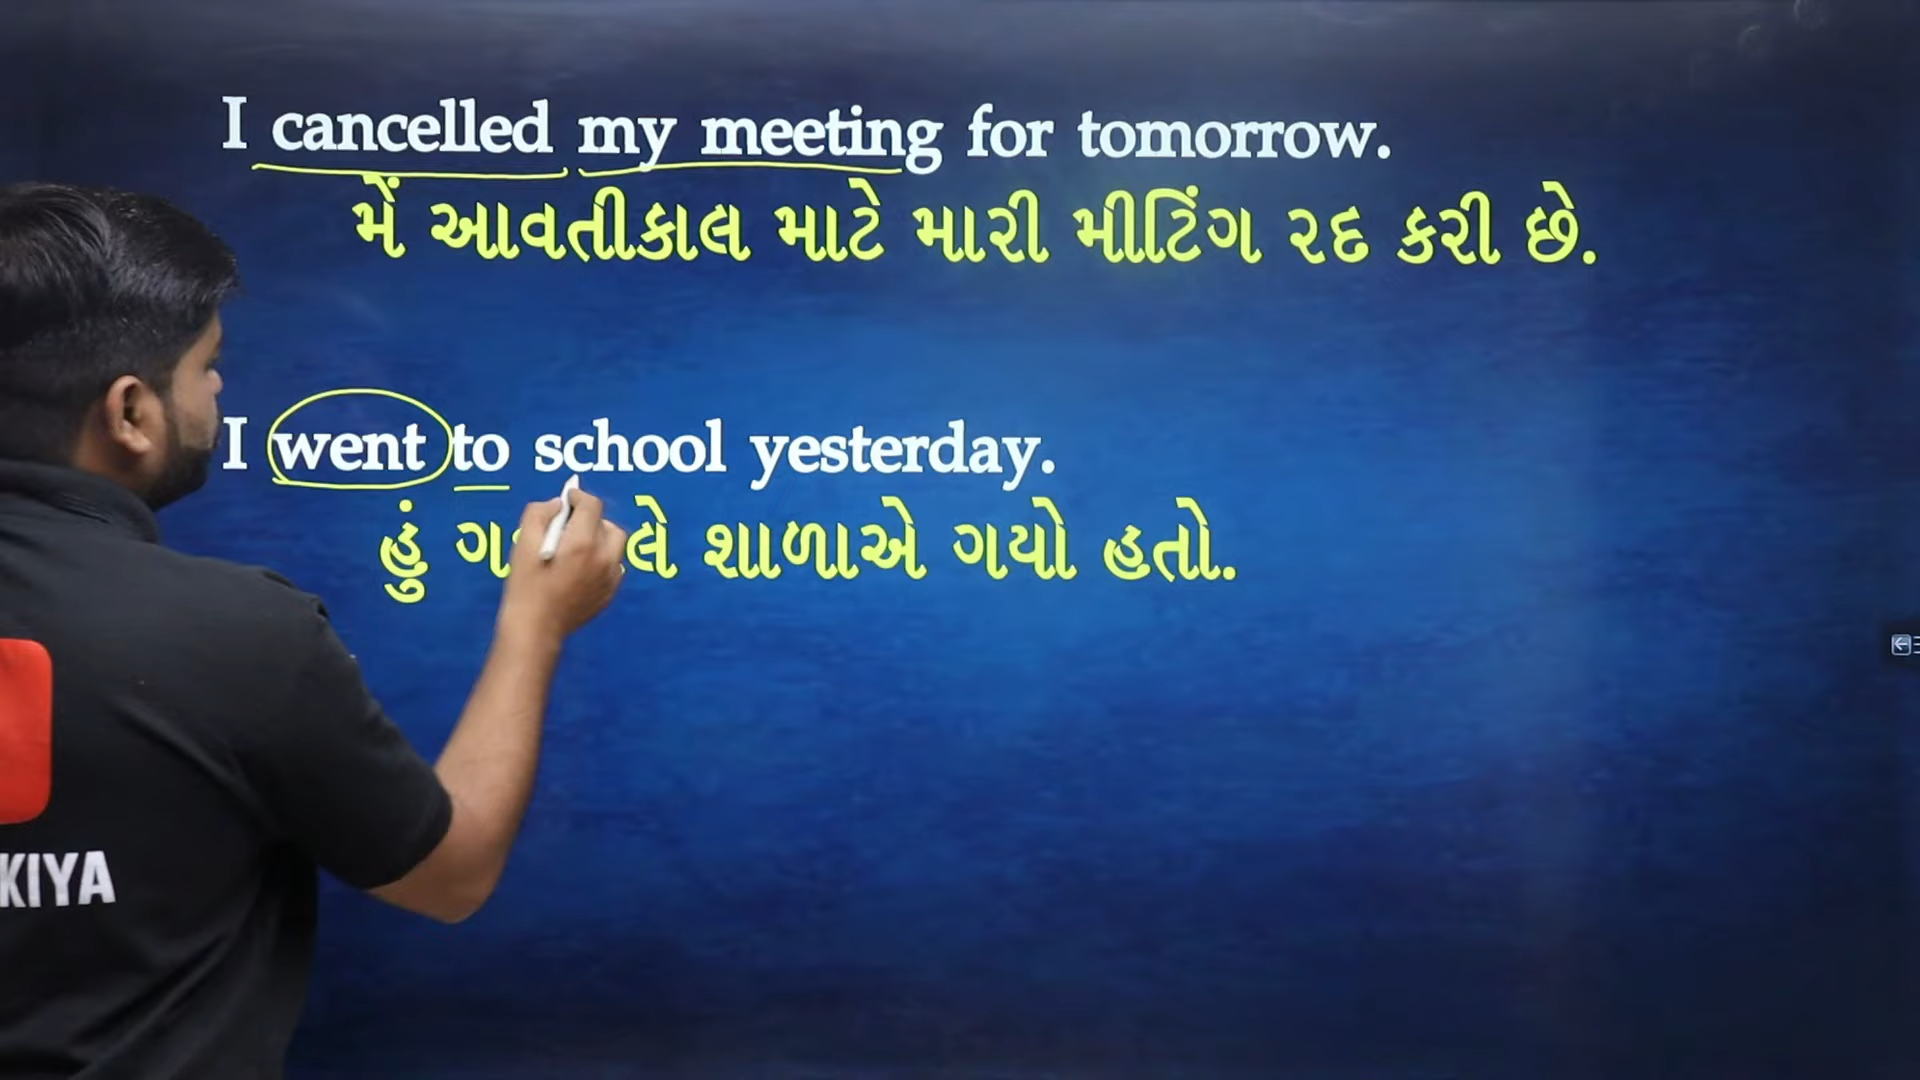 I cancelled my meeting for tomorrow.
મેં આવતીકાલ માટે મારી મીટિંગ રદ કરી છે.
I went to school yesterday.
હું શાળાએ ગયો હતો.
KIYA